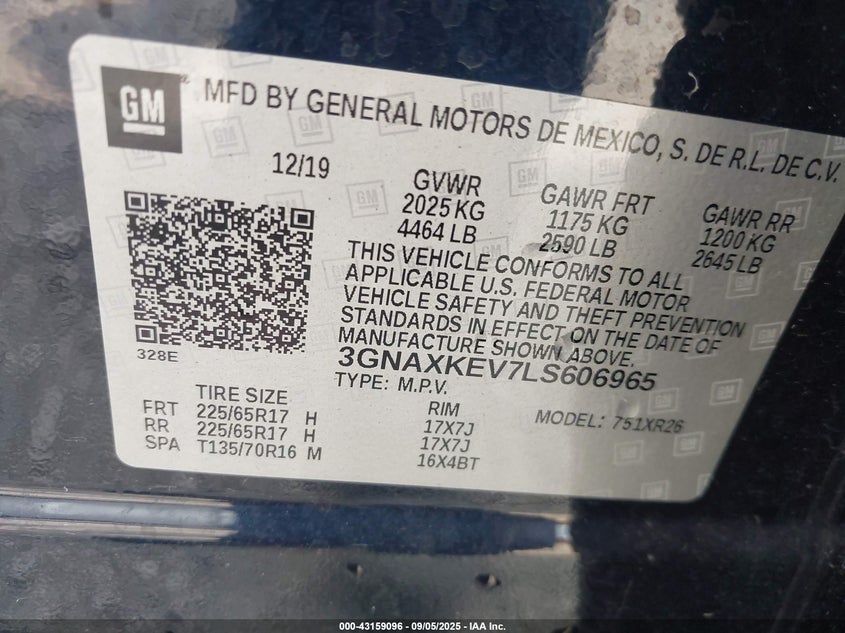 GM
MFD BY GENERAL MOTORS DE MEXICO, S. DE R.L. DE C.V.
12/19
GVWR
2025 KG
4464 LB
GAWR FRT
1175 KG
2590 LB
GAWR RR
1200 KG
2645 LB
THIS VEHICLE CONFORMS TO ALL
APPLICABLE U.S. FEDERAL MOTOR
VEHICLE SAFETY AND THEFT PREVENTION
STANDARDS IN EFFECT ON THE DATE OF
MANUFACTURE SHOWN ABOVE.
328E
3GNAXKEV7LS606965
TYPE: M.P.V.
MODEL: 751XR26
TIRE SIZE RIM
FRT 225/65R17 H 17X7J
RR 225/65R17 H 17X7J
SPA T135/70R16 M 16X4BT
000-43159096 - 09/05/2025 - IAA Inc.